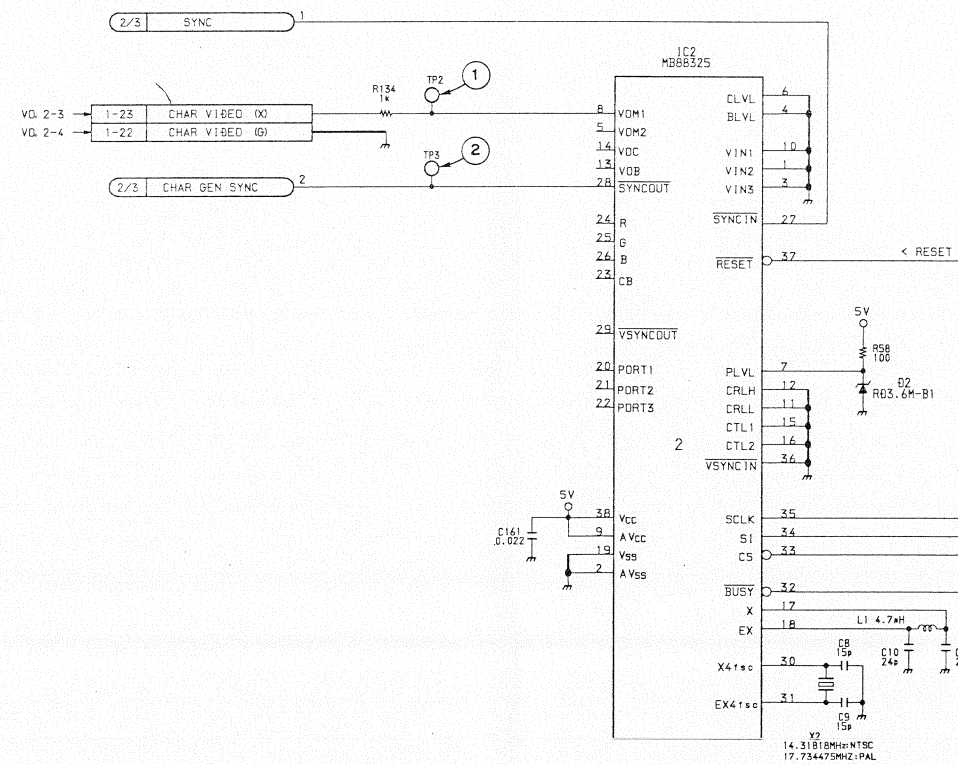 2/3 SYNC 1
IC2
MB88325
TP2 1
R134
1K
VD. 2-3 1-23 CHAR VIDEO (X)
VD. 2-4 1-22 CHAR VIDEO (G)
TP3 2
2/3 CHAR GEN SYNC 2
8 VOM1
5 VOM2
14 VOC
13 VOB
28 SYNCOUT
24 R
25 G
26 B
23 CB
29 VSYNCOUT
20 PORT1
21 PORT2
22 PORT3
2
5V
38 Vcc
9 AVcc
19 Vss
2 AVss
C161
0.022
CLVL 6
BLVL 4
VIN1 10
VIN2 1
VIN3 3
SYNCIN 27
RESET 37
< RESET
5V
R58
100
PLVL 7
CRLH 12
CRLL 11
CTL1 15
CTL2 16
VSYNCIN 36
D2
RD3.6M-B1
SCLK 35
SI 34
CS 33
BUSY 32
X 17
EX 18
L1 4.7μH
C10
24p
X4fsc 30
EX4fsc 31
C8
15p
C9
15p
X2
14.31818MHz:NTSC
17.734475MHZ:PAL